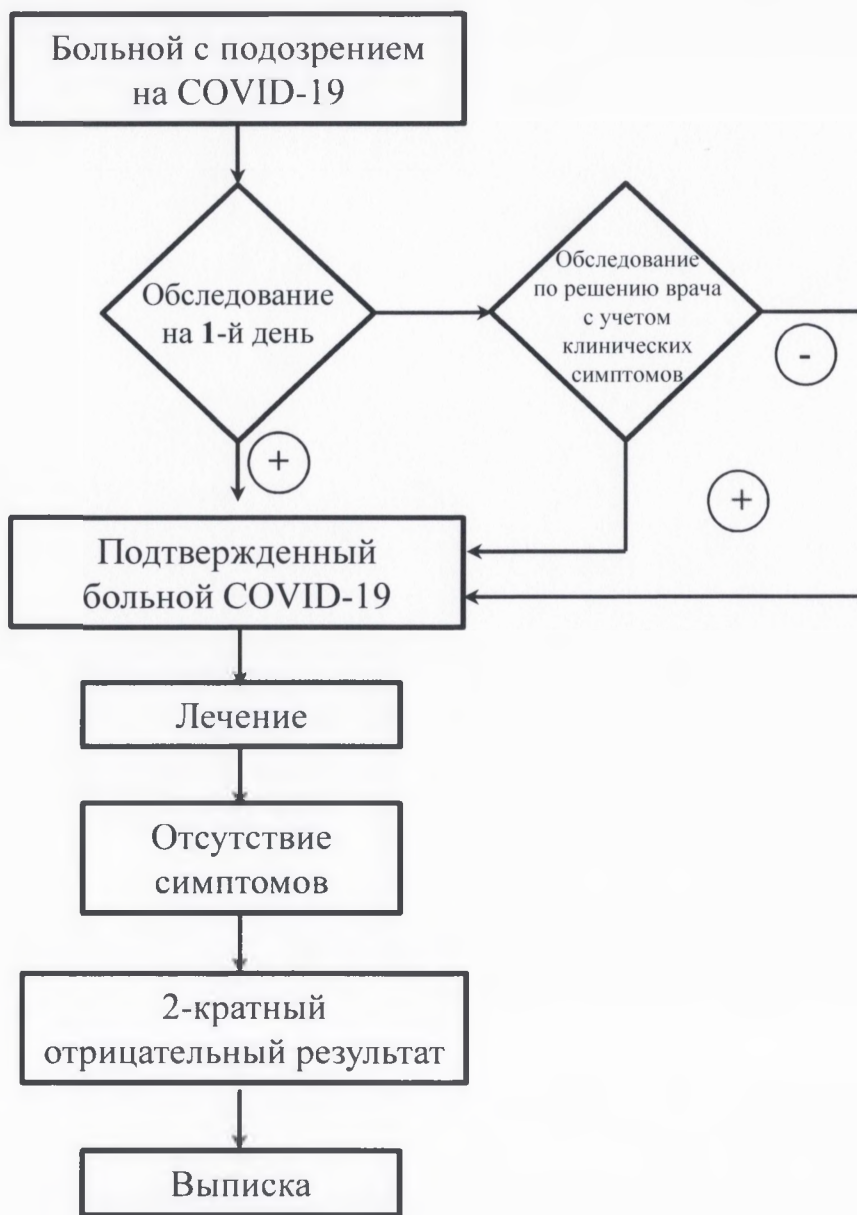 Больной с подозрением
на COVID-19
Обследование
на 1-й день
Обследование
по решению врача
с учетом
клинических
симптомов
-
+
+
Подтвержденный
больной COVID-19
Лечение
Отсутствие
симптомов
2-кратный
отрицательный результат
Выписка